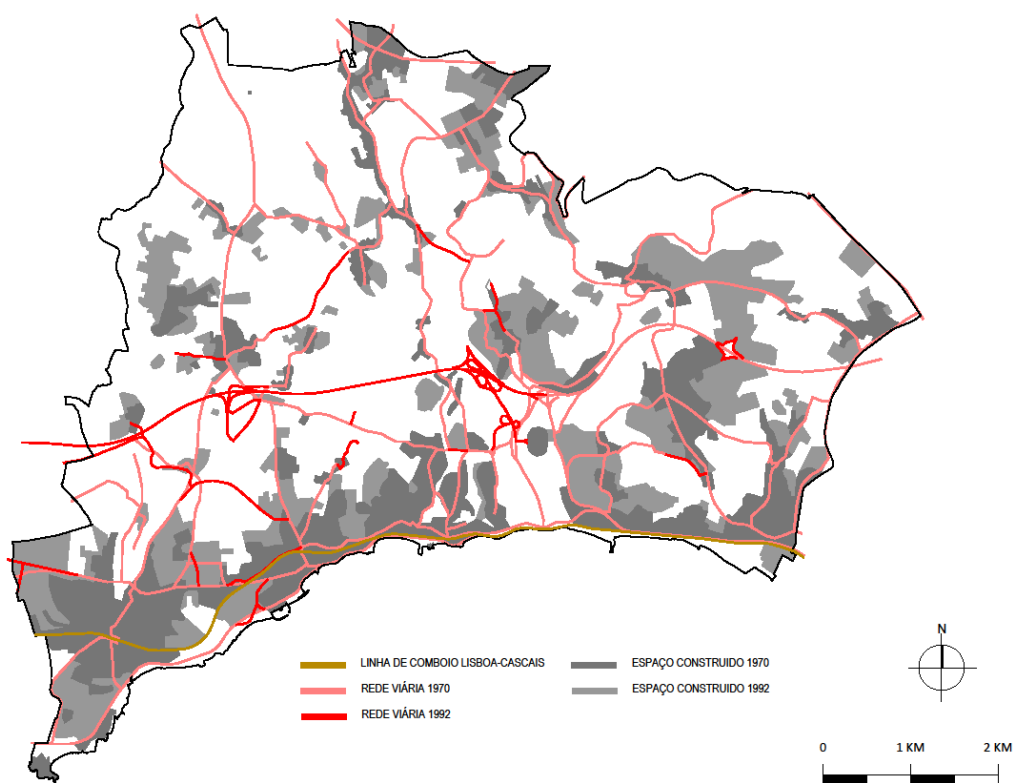 LINHA DE COMBOIO LISBOA-CASCAIS
REDE VIÁRIA 1970
REDE VIÁRIA 1992
ESPAÇO CONSTRUIDO 1970
ESPAÇO CONSTRUIDO 1992
N
0 1 KM 2 KM